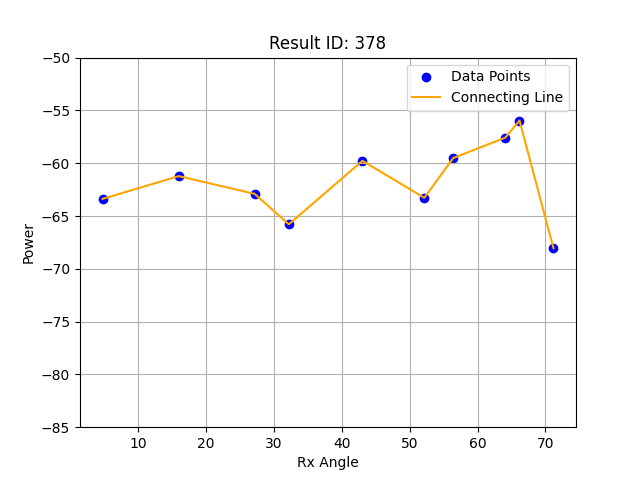 Result ID: 378
Data Points
Connecting Line
−50
−55
−60
−65
−70
−75
−80
−85
Power
10 20 30 40 50 60 70
Rx Angle